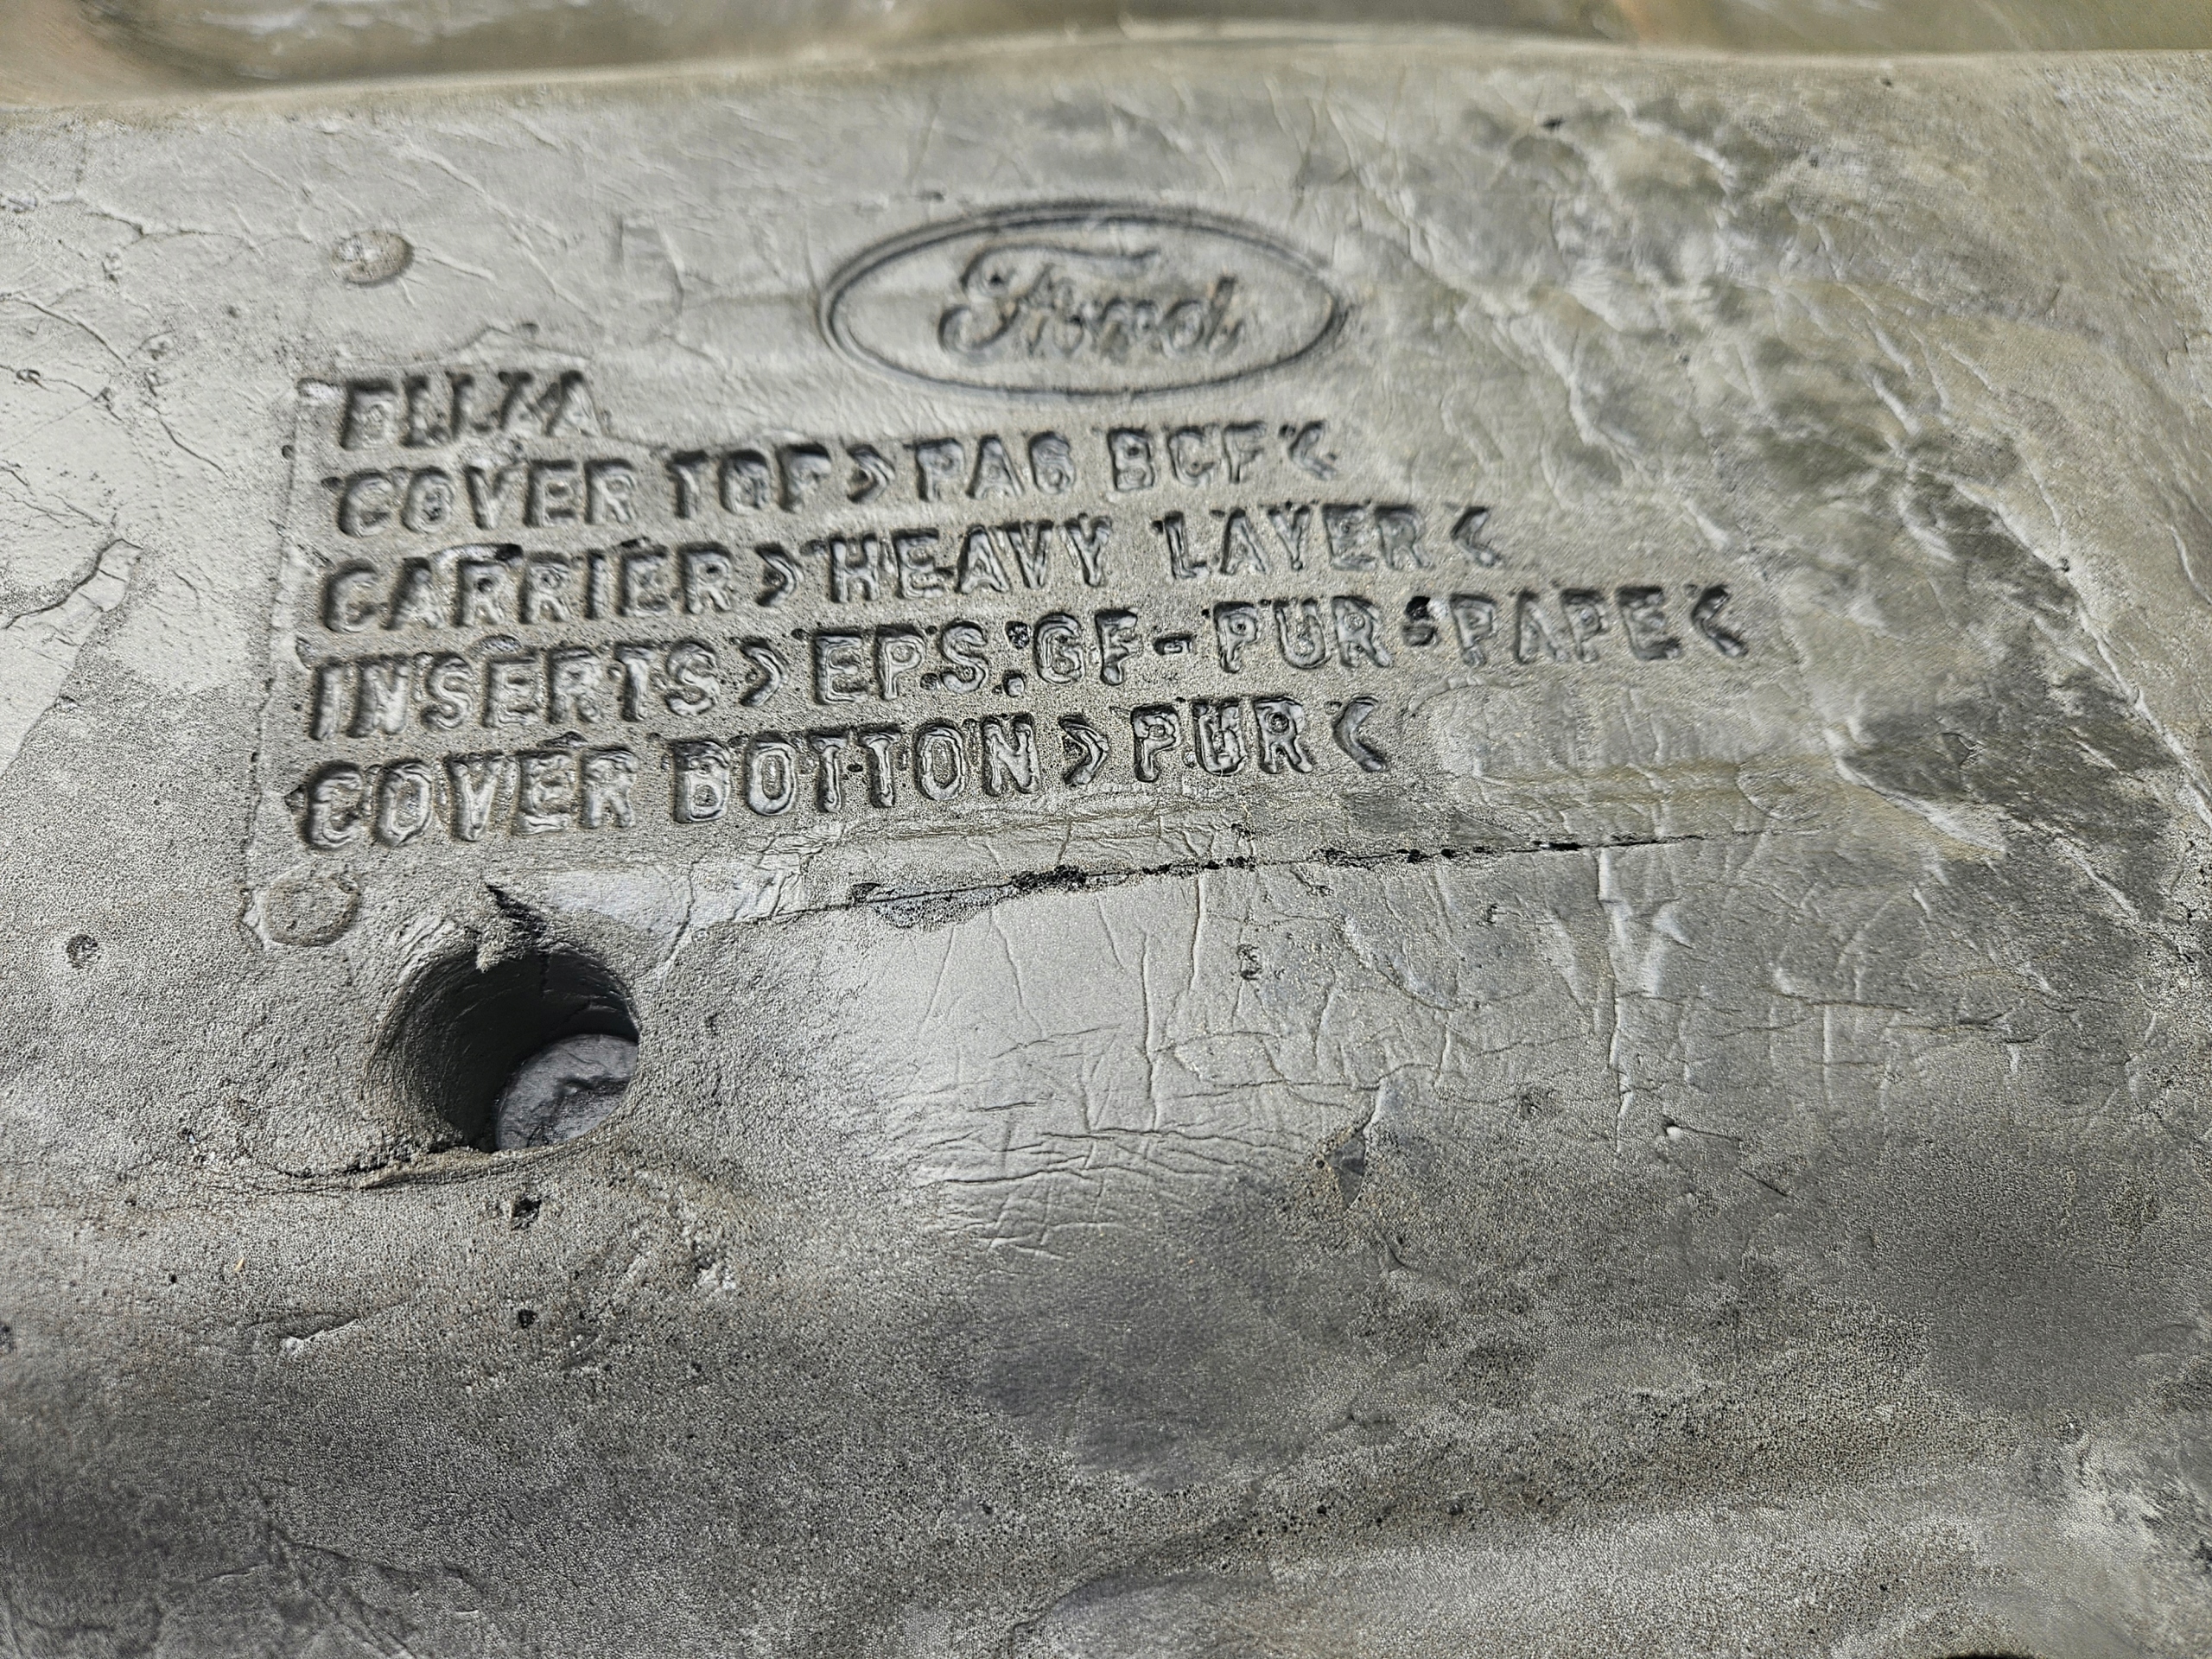 Ford
COVER TOP>PA6 BCF<
CARRIER>HEAVY LAYER<
INSERTS>EPS:GF-PUR:PAPE<
COVER BOTTON>PUR<